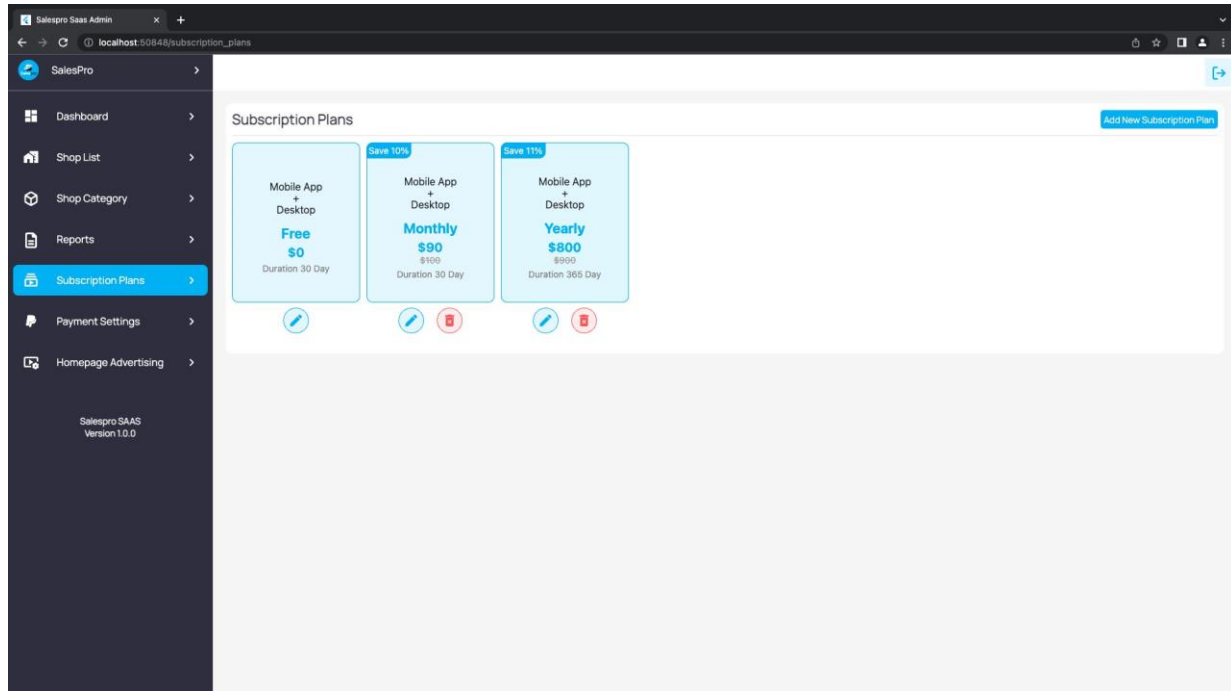 Salespro Saas Admin
localhost:50848/subscription_plans
SalesPro
Dashboard
Shop List
Shop Category
Reports
Subscription Plans
Payment Settings
Homepage Advertising
Salespro SAAS
Version 1.0.0
Subscription Plans
Add New Subscription Plan
Mobile App
+
Desktop
Free
$0
Duration 30 Day
Save 10%
Mobile App
+
Desktop
Monthly
$90
$100
Duration 30 Day
Save 11%
Mobile App
+
Desktop
Yearly
$800
$900
Duration 365 Day